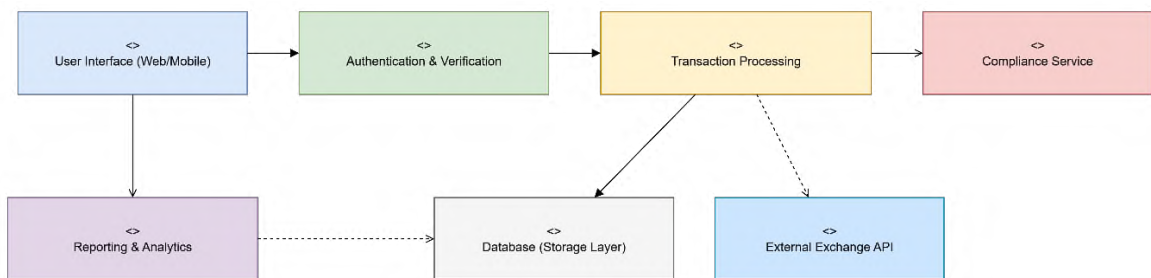 <>
User Interface (Web/Mobile)
<>
Authentication & Verification
<>
Transaction Processing
<>
Compliance Service
<>
Reporting & Analytics
<>
Database (Storage Layer)
<>
External Exchange API